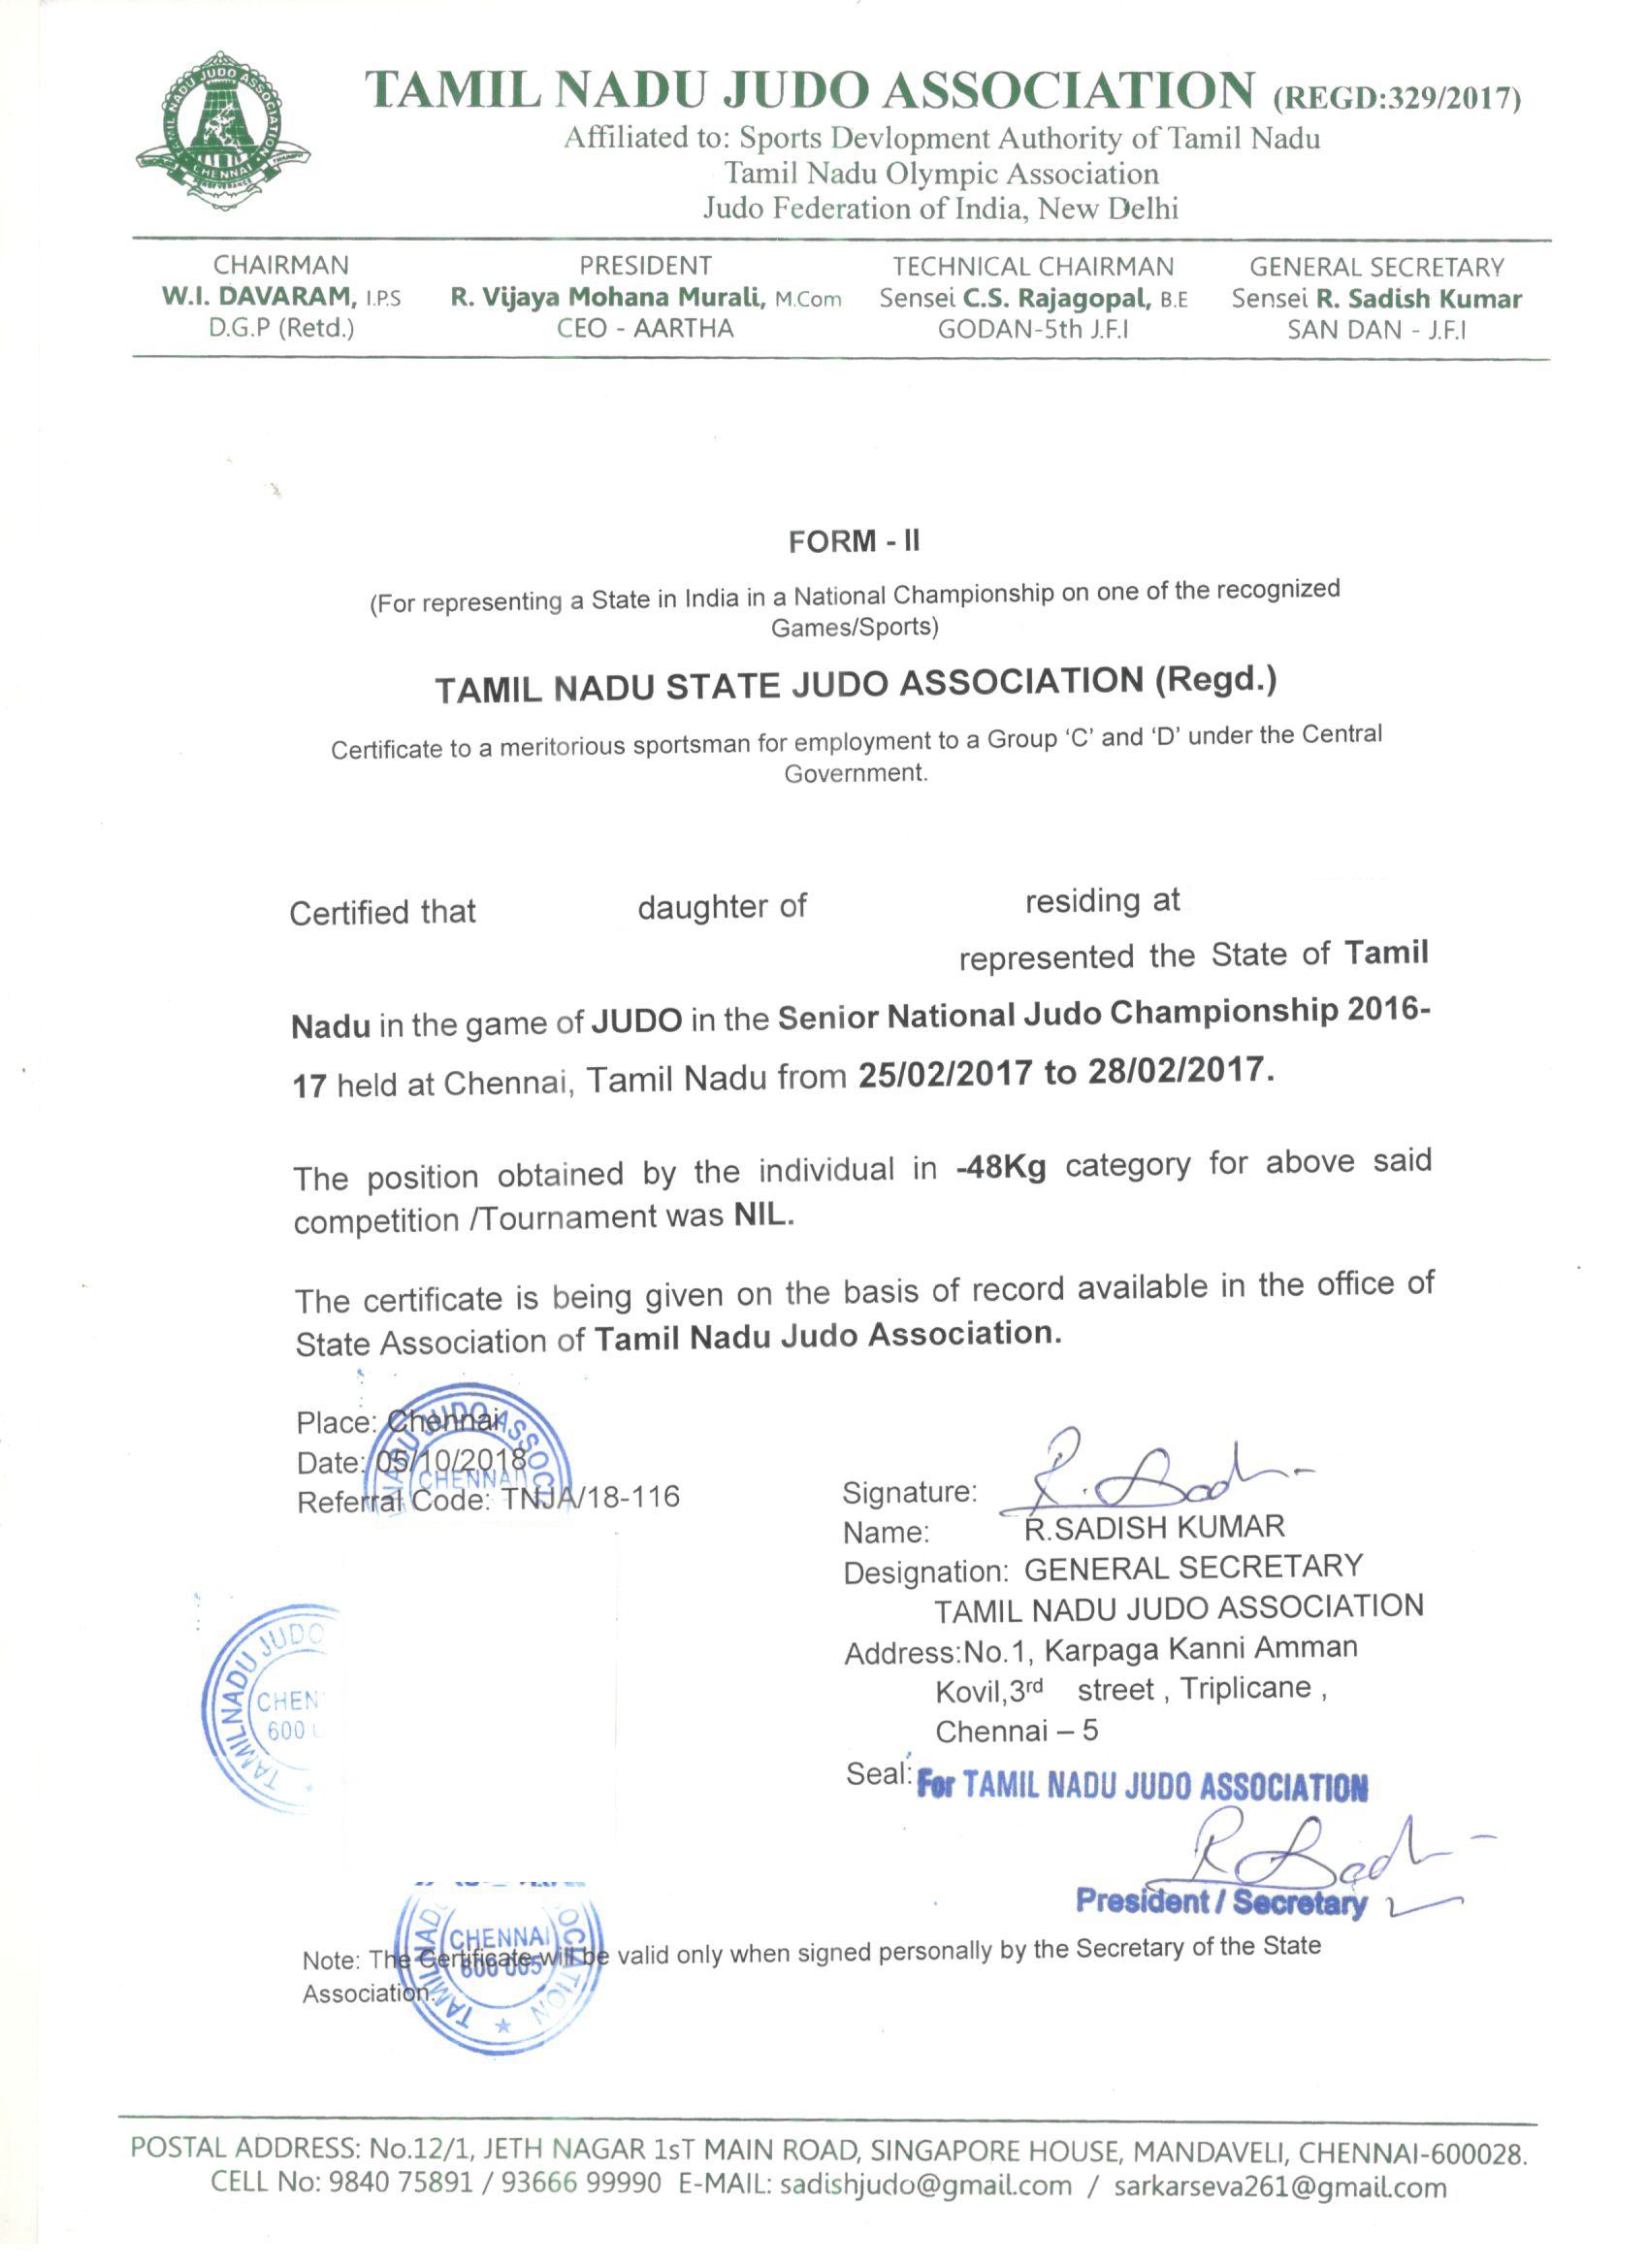 TAMIL NADU JUDO ASSOCIATION (REGD:329/2017)
Affiliated to: Sports Devlopment Authority of Tamil Nadu
Tamil Nadu Olympic Association
Judo Federation of India, New Delhi
TAMIL NADU JUDO ASSOCIATION
CHENNAI
PERSEVERANCE
CHAIRMAN PRESIDENT TECHNICAL CHAIRMAN GENERAL SECRETARY
W.I. DAVARAM, I.P.S R. Vijaya Mohana Murali, M.Com Sensei C.S. Rajagopal, B.E Sensei R. Sadish Kumar
D.G.P (Retd.) CEO - AARTHA GODAN-5th J.F.I SAN DAN - J.F.I
FORM - II
(For representing a State in India in a National Championship on one of the recognized
Games/Sports)
TAMIL NADU STATE JUDO ASSOCIATION (Regd.)
Certificate to a meritorious sportsman for employment to a Group ‘C’ and ‘D’ under the Central
Government.
Certified that daughter of residing at
represented the State of Tamil
Nadu in the game of JUDO in the Senior National Judo Championship 2016-
17 held at Chennai, Tamil Nadu from 25/02/2017 to 28/02/2017.
The position obtained by the individual in -48Kg category for above said
competition /Tournament was NIL.
The certificate is being given on the basis of record available in the office of
State Association of Tamil Nadu Judo Association.
Place: Chennai
Date: 05/10/2018
Referral Code: TNJA/18-116
NADU JUDO ASSOCI
CHENNAI
Signature: R. Sad
Name: R.SADISH KUMAR
Designation: GENERAL SECRETARY
TAMIL NADU JUDO ASSOCIATION
Address:No.1, Karpaga Kanni Amman
Kovil,3rd street , Triplicane ,
Chennai – 5
TAMILNADU JUDO
CHEN
600
Seal: For TAMIL NADU JUDO ASSOCIATION
R Sad
President / Secretary
CHENNAI
600 005
TAMILNADU OCIATION
Note: The Certificate will be valid only when signed personally by the Secretary of the State
Association.
POSTAL ADDRESS: No.12/1, JETH NAGAR 1sT MAIN ROAD, SINGAPORE HOUSE, MANDAVELI, CHENNAI-600028.
CELL No: 9840 75891 / 93666 99990 E-MAIL: sadishjudo@gmail.com / sarkarseva261@gmail.com